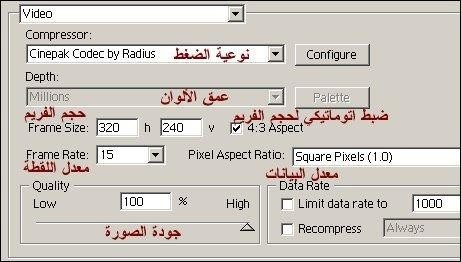 Video
Compressor:
Cinepak Codec by Radius نوعية الضغط Configure
Depth:
Millions عمق الالوان Palette
حجم الفريم ضبط اتوماتيكي لحجم الفريم
Frame Size: 320 h 240 v 4:3 Aspect
Frame Rate: 15 Pixel Aspect Ratio: Square Pixels (1.0)
معدل اللقطة معدل البيانات
Quality Data Rate
Low 100 % High Limit data rate to 1000
جودة الصورة Recompress Always